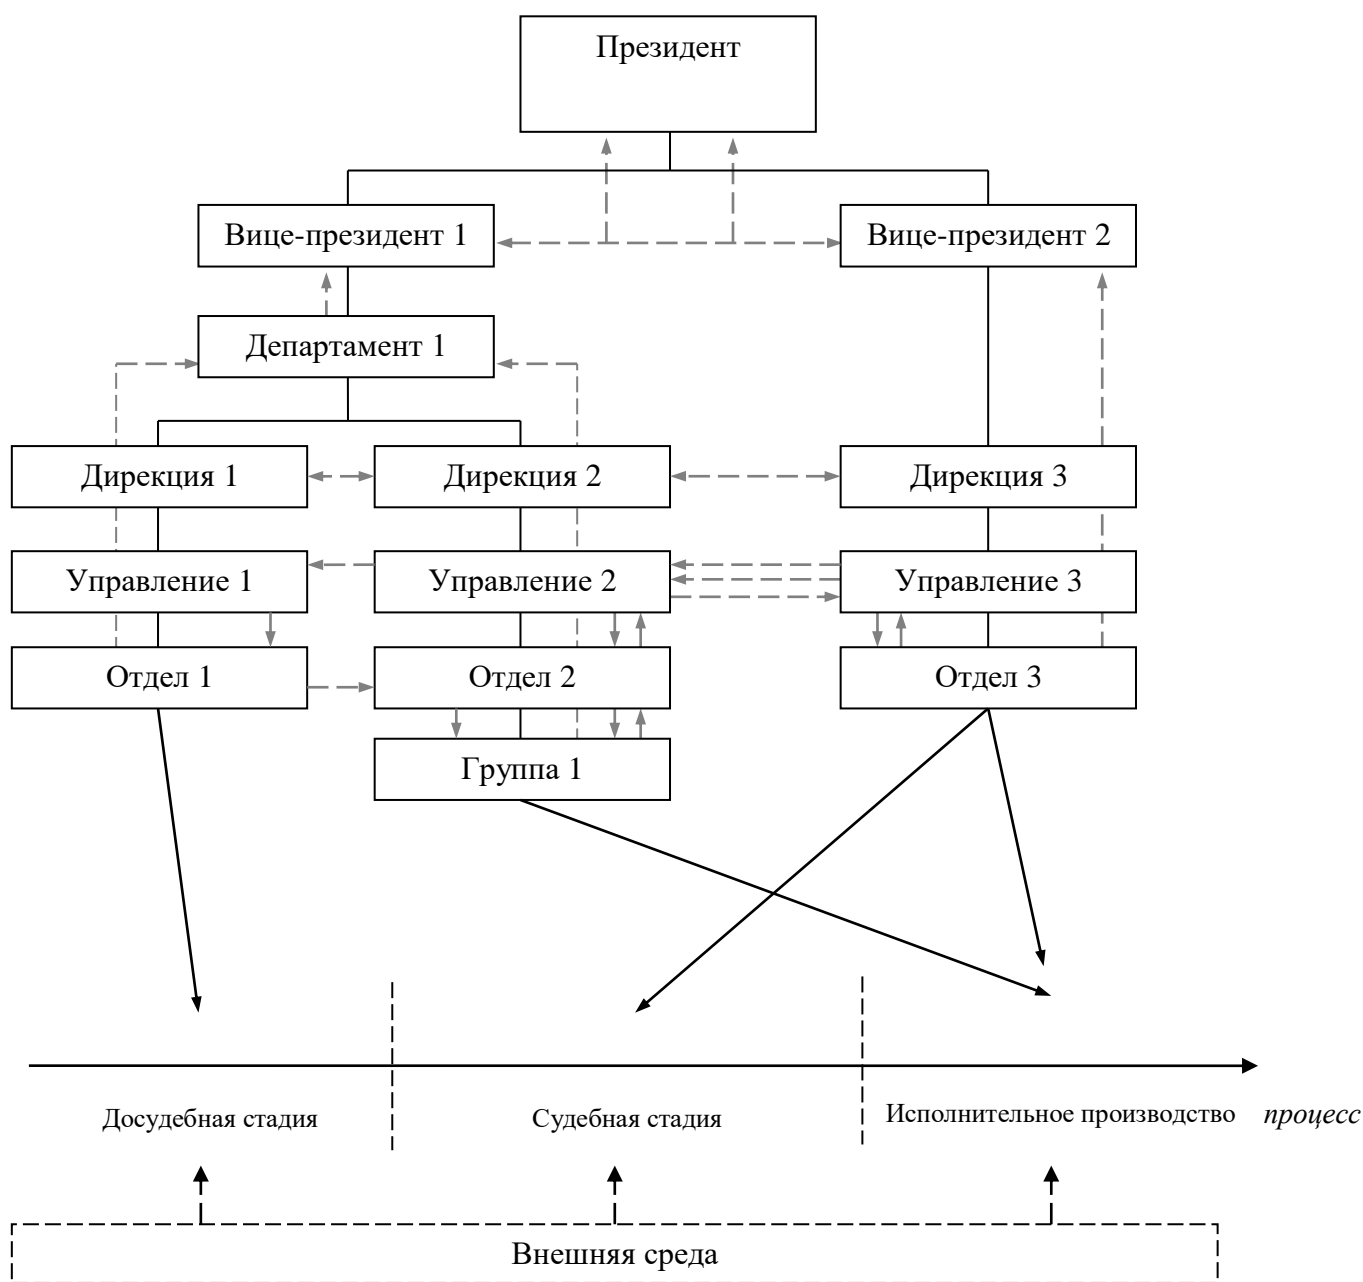 Президент
Вице-президент 1
Вице-президент 2
Департамент 1
Дирекция 1
Дирекция 2
Дирекция 3
Управление 1
Управление 2
Управление 3
Отдел 1
Отдел 2
Отдел 3
Группа 1
Досудебная стадия
Судебная стадия
Исполнительное производство
процесс
Внешняя среда